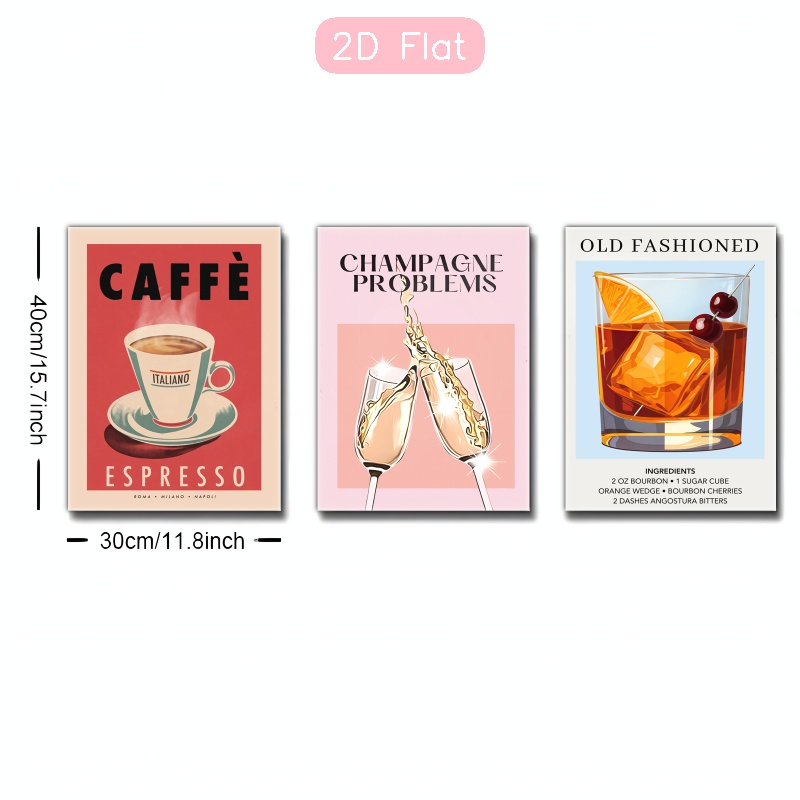 2D Flat
40cm/15.7inch
30cm/11.8inch
CAFFÈ
ITALIANO
ESPRESSO
ROMA • MILANO • NAPOLI
CHAMPAGNE
PROBLEMS
OLD FASHIONED
INGREDIENTS
2 OZ BOURBON • 1 SUGAR CUBE
ORANGE WEDGE • BOURBON CHERRIES
2 DASHES ANGOSTURA BITTERS